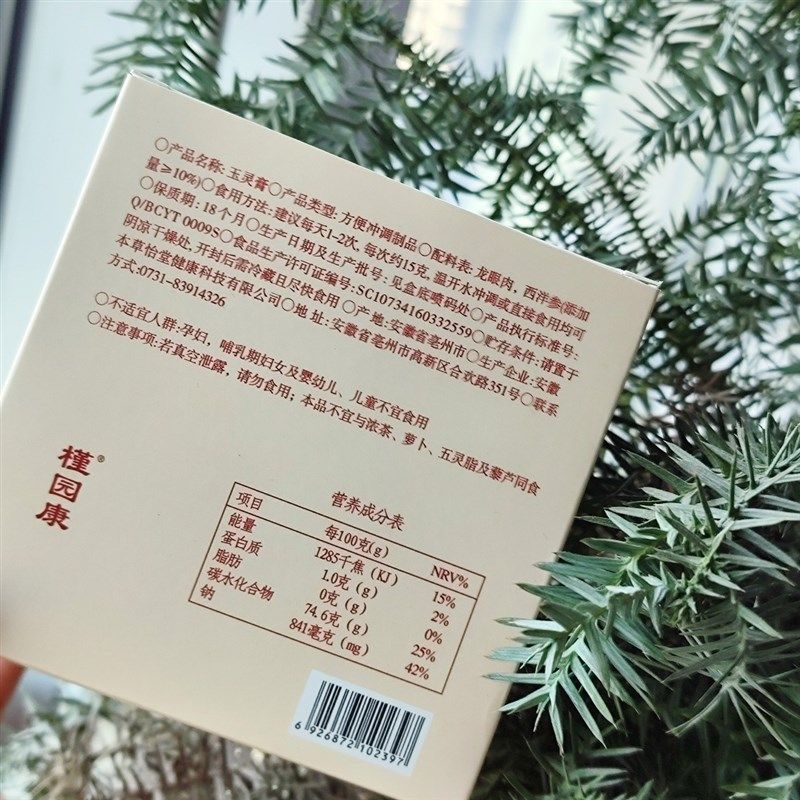 ○产品名称: 玉灵膏○产品类型: 方便冲调制品○配料表: 龙眼肉, 西洋参(添加
量≥10%)○食用方法: 建议每天1-2次, 每次约15克, 温开水冲调或直接食用均可
○保质期: 18个月○生产日期及生产批号: 见盒底喷码处○产品执行标准号:
Q/BCYT 0009S○食品生产许可证编号: SC10734160332559○贮存条件: 请置于
阴凉干燥处, 开封后需冷藏且尽快食用○产地: 安徽省亳州市○生产企业: 安徽
本草怡堂健康科技有限公司○地址: 安徽省亳州市高新区合欢路351号○联系
方式:0731-83914326
○不适宜人群: 孕妇, 哺乳期妇女及婴幼儿、儿童不宜食用
○注意事项: 若真空泄露, 请勿食用; 本品不宜与浓茶、萝卜、五灵脂及藜芦同食
槿园康®
营养成分表
项目 每100克(g) NRV%
能量 1285千焦(KJ) 15%
蛋白质 1.0克(g) 2%
脂肪 0克(g) 0%
碳水化合物 74.6克(g) 25%
钠 841毫克(mg) 42%
6 926872 102397